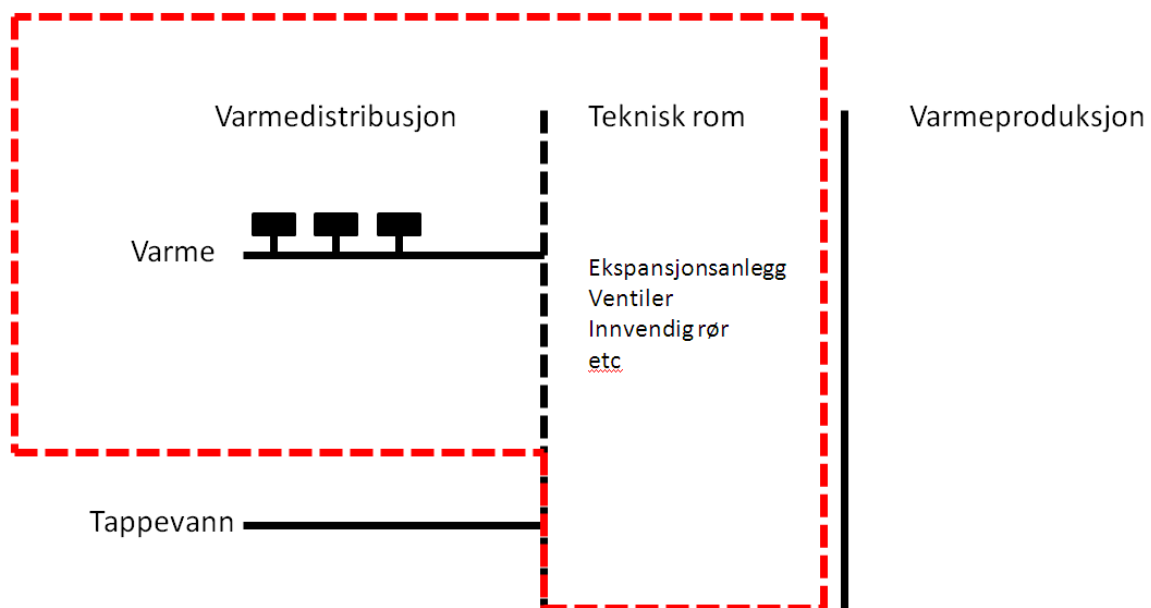 Varmedistribusjon
Teknisk rom
Varmeproduksjon
Varme
Ekspansjonsanlegg
Ventiler
Innvendig rør
etc
Tappevann